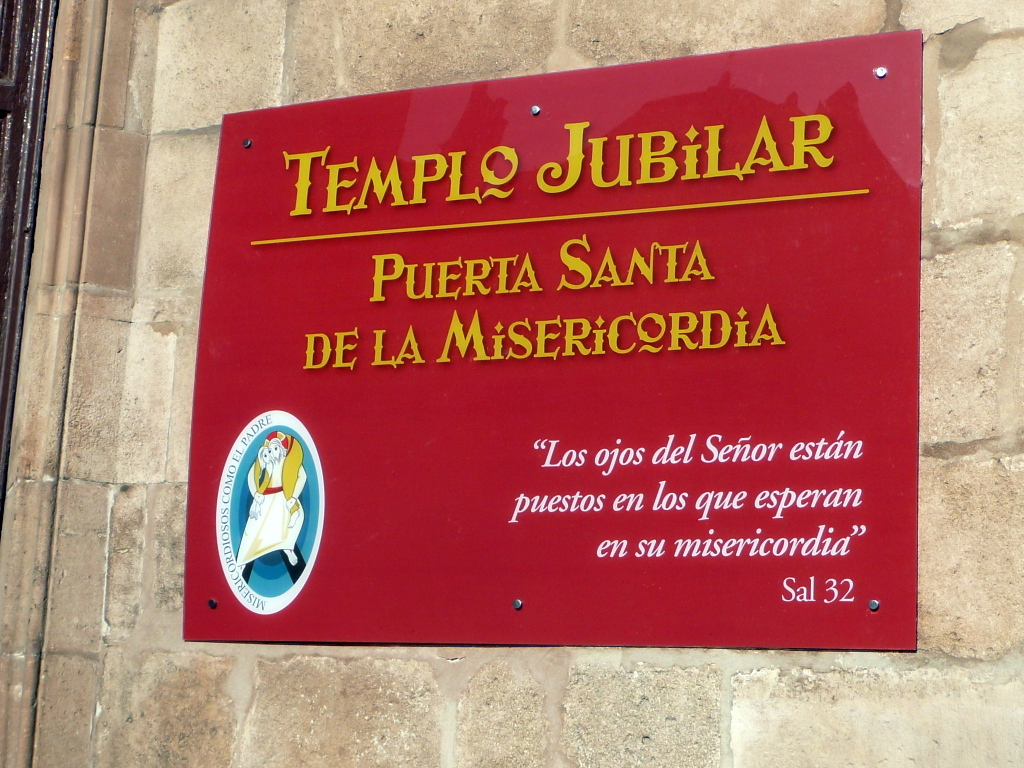 Templo Jubilar
Puerta Santa
de la Misericordia
MISERICORDIOSOS COMO EL PADRE
“Los ojos del Señor están
puestos en los que esperan
en su misericordia”
Sal 32